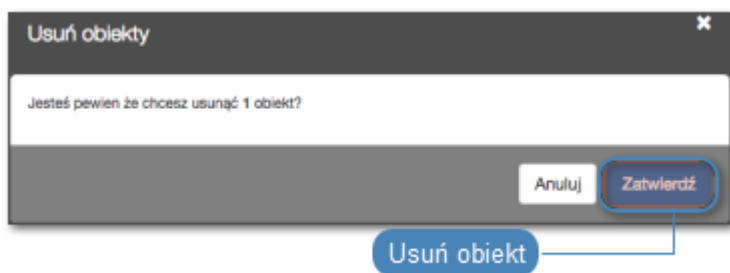 Usuń obiekty
Jesteś pewien że chcesz usunąć 1 obiekt?
Anuluj Zatwierdź
Usuń obiekt